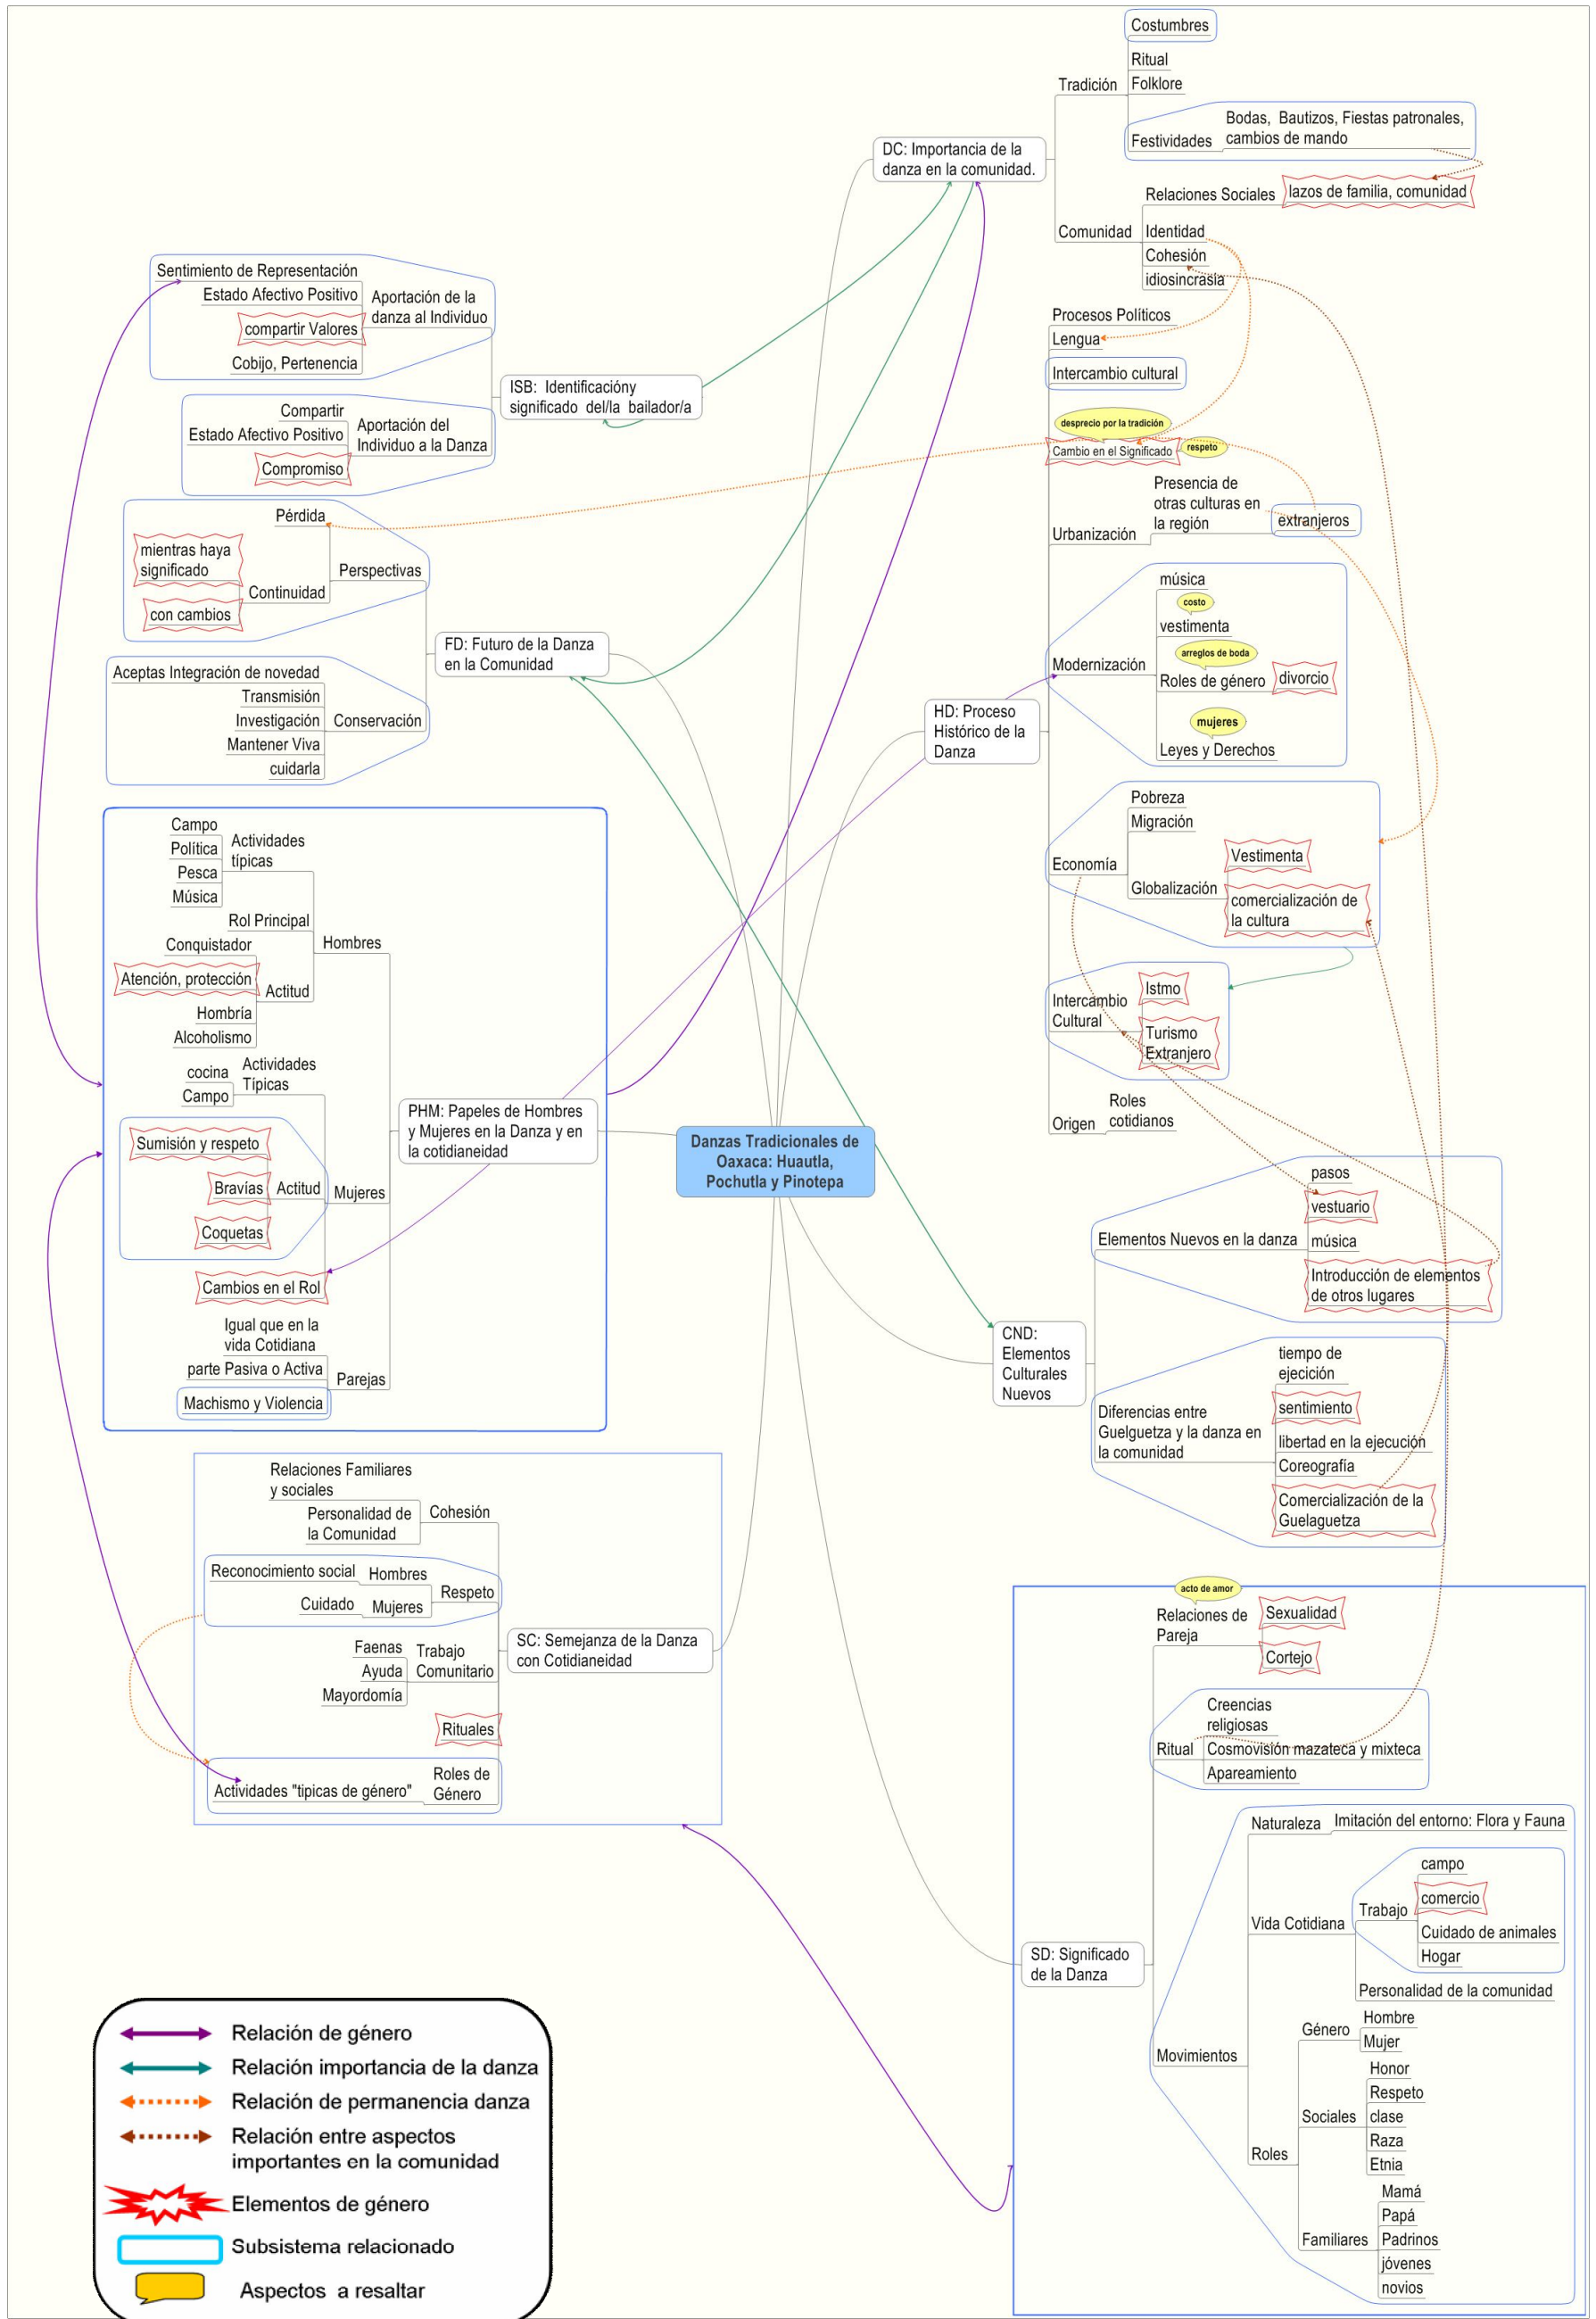 Danzas Tradicionales de
Oaxaca: Huautla,
Pochutla y Pinotepa
DC: Importancia de la
danza en la comunidad.
Tradición
Costumbres
Ritual
Folklore
Festividades
Bodas,  Bautizos, Fiestas patronales,
cambios de mando
Comunidad
Relaciones Sociales
lazos de familia, comunidad
Identidad
Cohesión
idiosincrasia
HD: Proceso
Histórico de la
Danza
Procesos Políticos
Lengua
Intercambio cultural
desprecio por la tradición
Cambio en el Significado
respeto
Urbanización
Presencia de
otras culturas en
la región
extranjeros
Modernización
música
costo
vestimenta
arreglos de boda
Roles de género
divorcio
mujeres
Leyes y Derechos
Economía
Pobreza
Migración
Globalización
Vestimenta
comercialización de
la cultura
Intercambio
Cultural
Istmo
Turismo
Extranjero
Origen
Roles
cotidianos
CND:
Elementos
Culturales
Nuevos
Elementos Nuevos en la danza
pasos
vestuario
música
Introducción de elementos
de otros lugares
Diferencias entre
Guelguetza y la danza en
la comunidad
tiempo de
ejecición
sentimiento
libertad en la ejecución
Coreografía
Comercialización de la
Guelaguetza
SD: Significado
de la Danza
acto de amor
Relaciones de
Pareja
Sexualidad
Cortejo
Ritual
Creencias
religiosas
Cosmovisión mazateca y mixteca
Apareamiento
Movimientos
Naturaleza
Imitación del entorno: Flora y Fauna
Vida Cotidiana
Trabajo
campo
comercio
Cuidado de animales
Hogar
Personalidad de la comunidad
Roles
Género
Hombre
Mujer
Sociales
Honor
Respeto
clase
Raza
Etnia
Familiares
Mamá
Papá
Padrinos
jóvenes
novios
ISB:  Identificacióny
significado  del/la  bailador/a
Aportación de la
danza al Individuo
Sentimiento de Representación
Estado Afectivo Positivo
compartir Valores
Cobijo, Pertenencia
Aportación del
Individuo a la Danza
Compartir
Estado Afectivo Positivo
Compromiso
FD: Futuro de la Danza
en la Comunidad
Perspectivas
Pérdida
Continuidad
mientras haya
significado
con cambios
Conservación
Aceptas Integración de novedad
Transmisión
Investigación
Mantener Viva
cuidarla
PHM: Papeles de Hombres
y Mujeres en la Danza y en
la cotidianeidad
Hombres
Actividades
típicas
Campo
Política
Pesca
Música
Rol Principal
Actitud
Conquistador
Atención, protección
Hombría
Alcoholismo
Mujeres
Actividades
Típicas
cocina
Campo
Actitud
Sumisión y respeto
Bravías
Coquetas
Cambios en el Rol
Parejas
Igual que en la
vida Cotidiana
parte Pasiva o Activa
Machismo y Violencia
SC: Semejanza de la Danza
con Cotidianeidad
Cohesión
Relaciones Familiares
y sociales
Personalidad de
la Comunidad
Respeto
Hombres
Reconocimiento social
Mujeres
Cuidado
Trabajo
Comunitario
Faenas
Ayuda
Mayordomía
Rituales
Roles de
Género
Actividades "tipicas de género"
Relación de género
Relación importancia de la danza
Relación de permanencia danza
Relación entre aspectos
importantes en la comunidad
Elementos de género
Subsistema relacionado
Aspectos  a resaltar